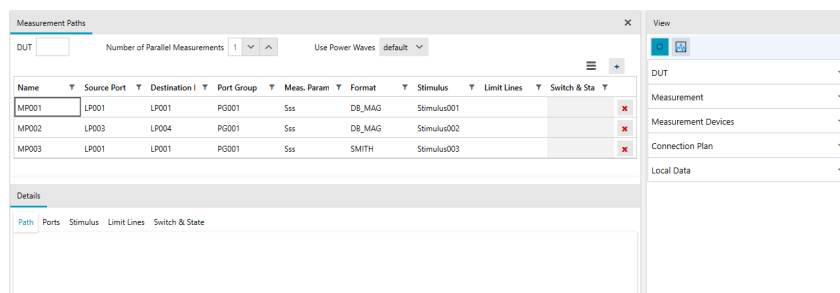 Measurement Paths
DUT Number of Parallel Measurements 1 Use Power Waves default
Name Source Port Destination I Port Group Meas. Param Format Stimulus Limit Lines Switch & Sta
MP001 LP001 LP001 PG001 Sss DB_MAG Stimulus001
MP002 LP003 LP004 PG001 Sss DB_MAG Stimulus002
MP003 LP001 LP001 PG001 Sss SMITH Stimulus003
Details
Path Ports Stimulus Limit Lines Switch & State
View
DUT
Measurement
Measurement Devices
Connection Plan
Local Data